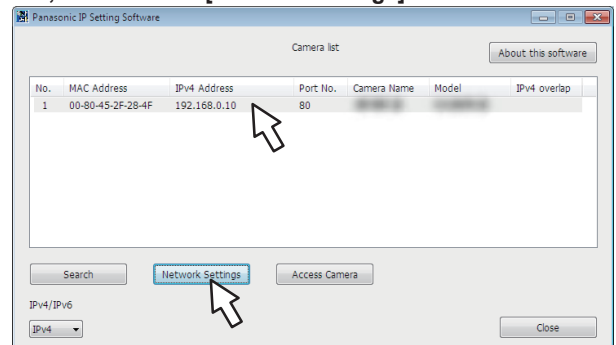 Panasonic IP Setting Software
Camera list
About this software
No. MAC Address IPv4 Address Port No. Camera Name Model IPv4 overlap
1 00-80-45-2F-28-4F 192.168.0.10 80
Search Network Settings Access Camera
IPv4/IPv6
IPv4
Close